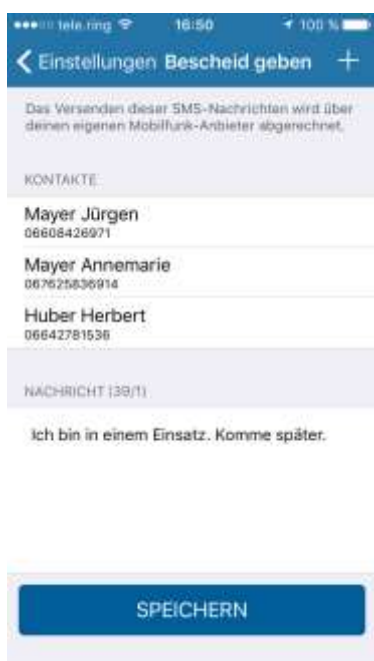 tele.ring 16:50 100 %
Einstellungen Bescheid geben +
Das Versenden dieser SMS-Nachrichten wird über
deinen eigenen Mobilfunk-Anbieter abgerechnet.
KONTAKTE
Mayer Jürgen
06608426971
Mayer Annemarie
067625836914
Huber Herbert
06642781536
NACHRICHT (39/1)
Ich bin in einem Einsatz. Komme später.
SPEICHERN